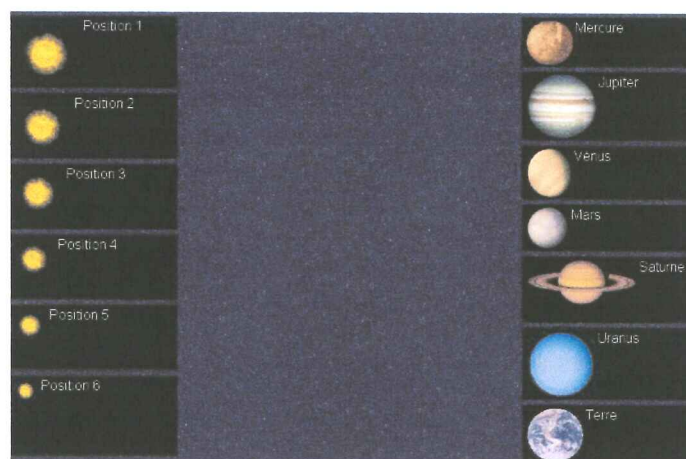 Position 1
Position 2
Position 3
Position 4
Position 5
Position 6
Mercure
Jupiter
Vénus
Mars
Saturne
Uranus
Terre